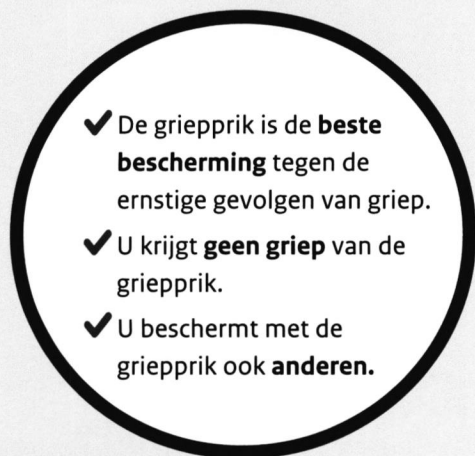 ✔ De griepprik is de beste
bescherming tegen de
ernstige gevolgen van griep.
✔ U krijgt geen griep van de
griepprik.
✔ U beschermt met de
griepprik ook anderen.